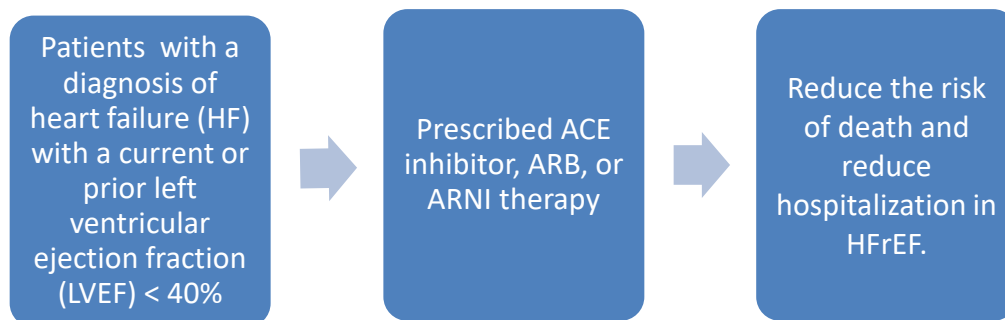 Patients  with a
diagnosis of
heart failure (HF)
with a current or
prior left
ventricular
ejection fraction
(LVEF) < 40%
Prescribed ACE
inhibitor, ARB, or
ARNI therapy
Reduce the risk
of death and
reduce
hospitalization in
HFrEF.